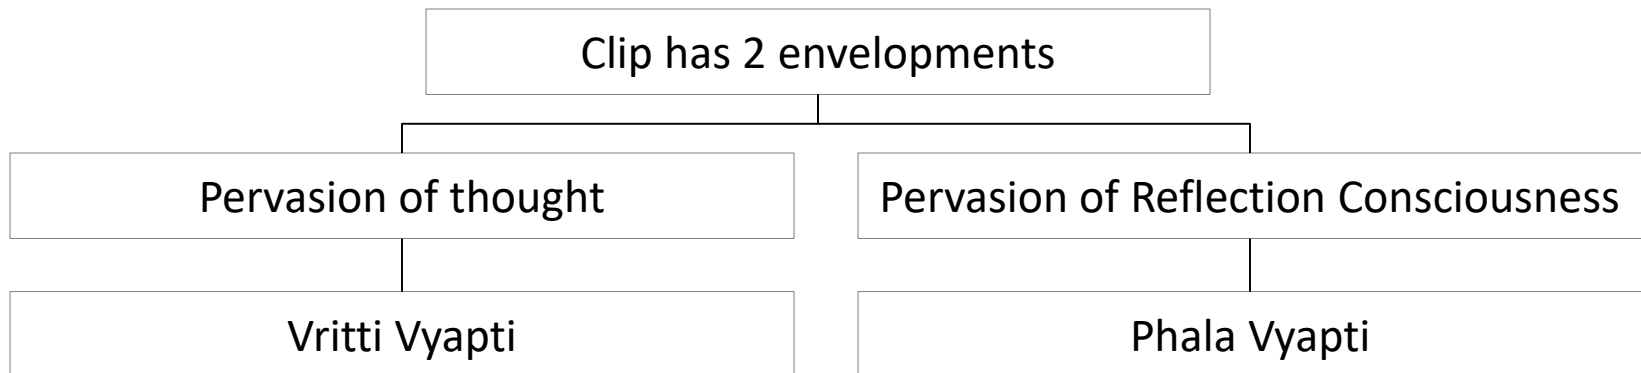 Clip has 2 envelopments
Pervasion of thought
Pervasion of Reflection Consciousness
Vritti Vyapti
Phala Vyapti